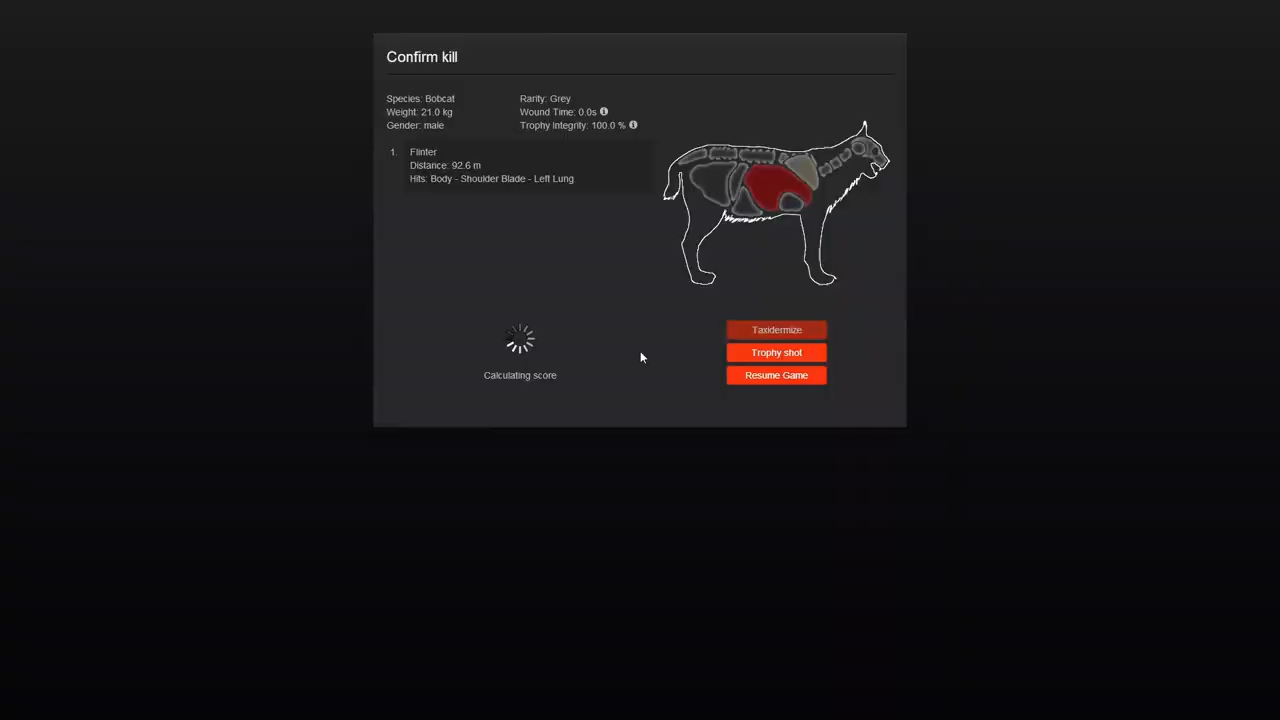 Confirm kill
Species: Bobcat
Weight: 21.0 kg
Gender: male
Rarity: Grey
Wound Time: 0.0s
Trophy Integrity: 100.0 %
1.
Flinter
Distance: 92.6 m
Hits: Body - Shoulder Blade - Left Lung
Calculating score
Taxidermize
Trophy shot
Resume Game